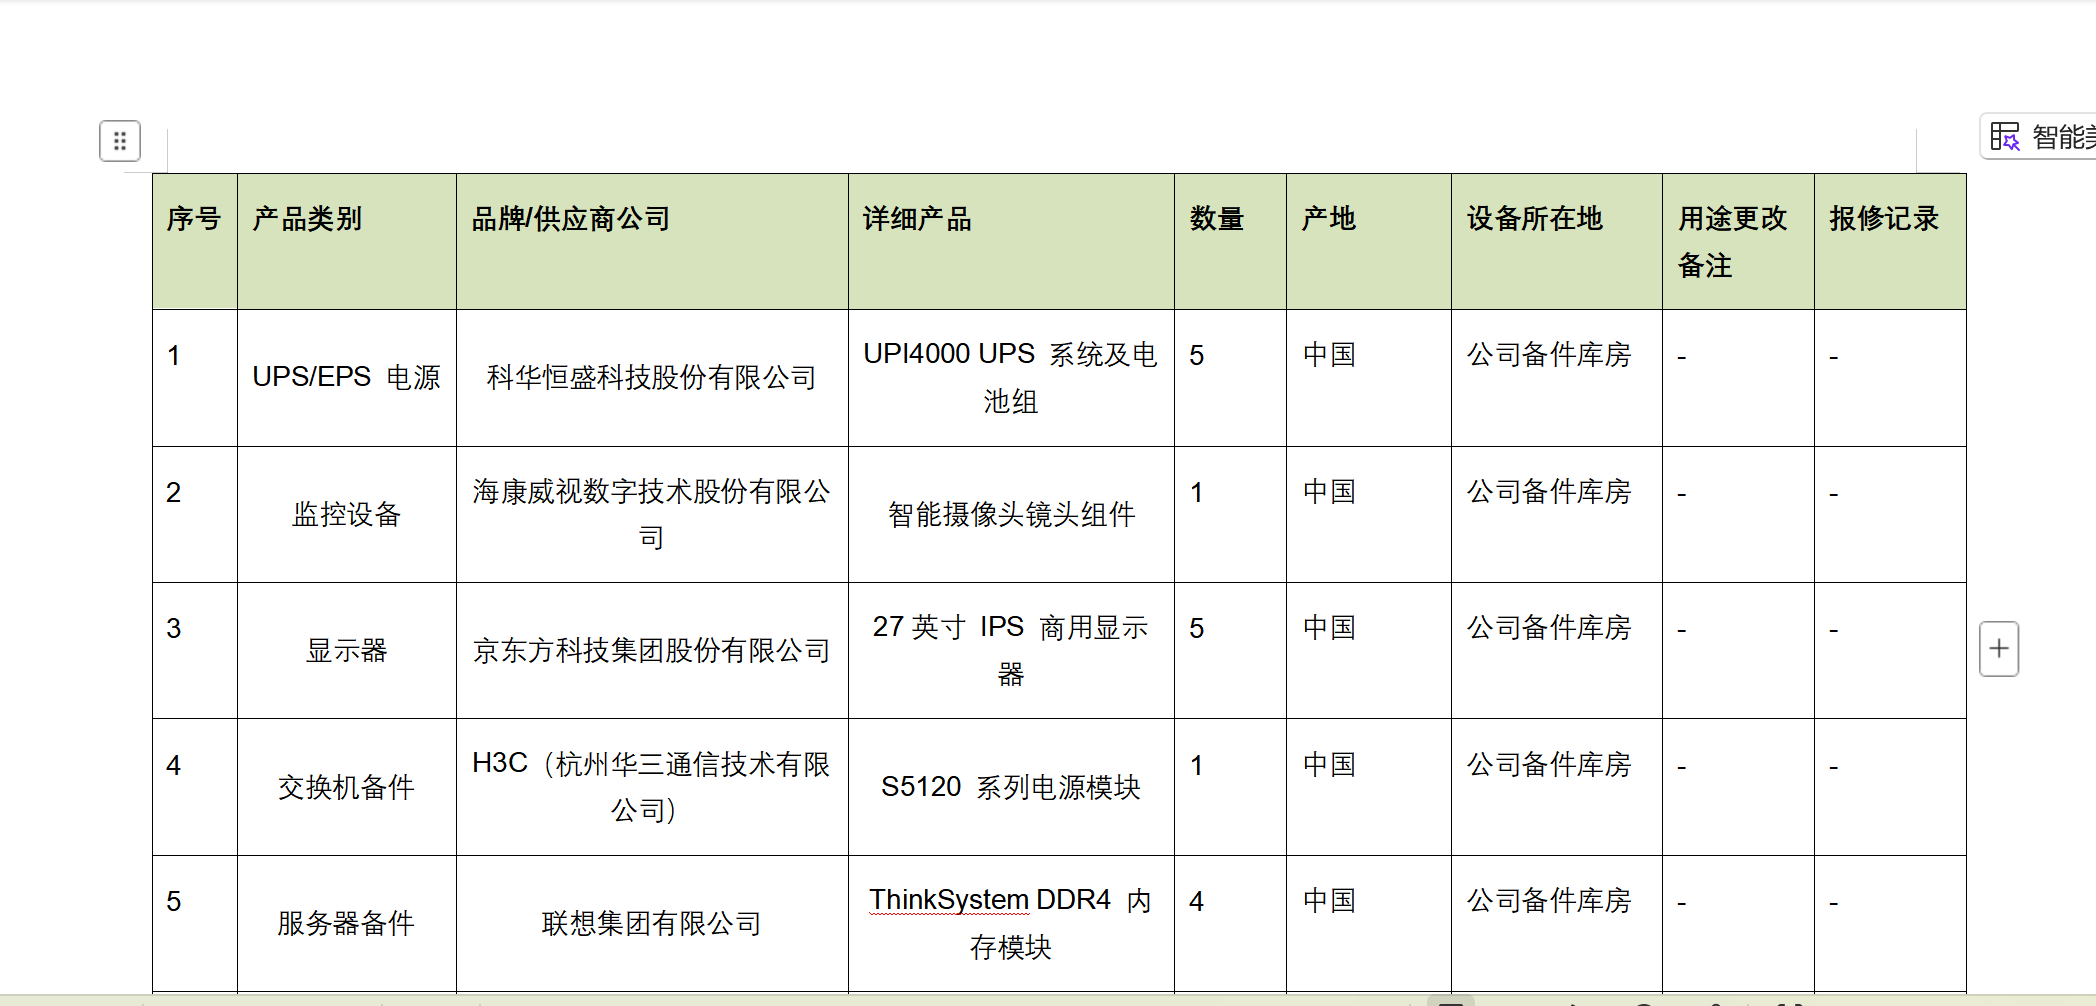 智能
序号 产品类别 品牌/供应商公司 详细产品 数量 产地 设备所在地 用途更改 报修记录
备注
1 UPS/EPS 电源 科华恒盛科技股份有限公司 UPI4000 UPS 系统及电 5 中国 公司备件库房 - -
池组
2 监控设备 海康威视数字技术股份有限公 智能摄像头镜头组件 1 中国 公司备件库房 - -
司
3 显示器 京东方科技集团股份有限公司 27 英寸 IPS 商用显示 5 中国 公司备件库房 - -
器
4 交换机备件 H3C（杭州华三通信技术有限 S5120 系列电源模块 1 中国 公司备件库房 - -
公司）
5 服务器备件 联想集团有限公司 ThinkSystem DDR4 内 4 中国 公司备件库房 - -
存模块